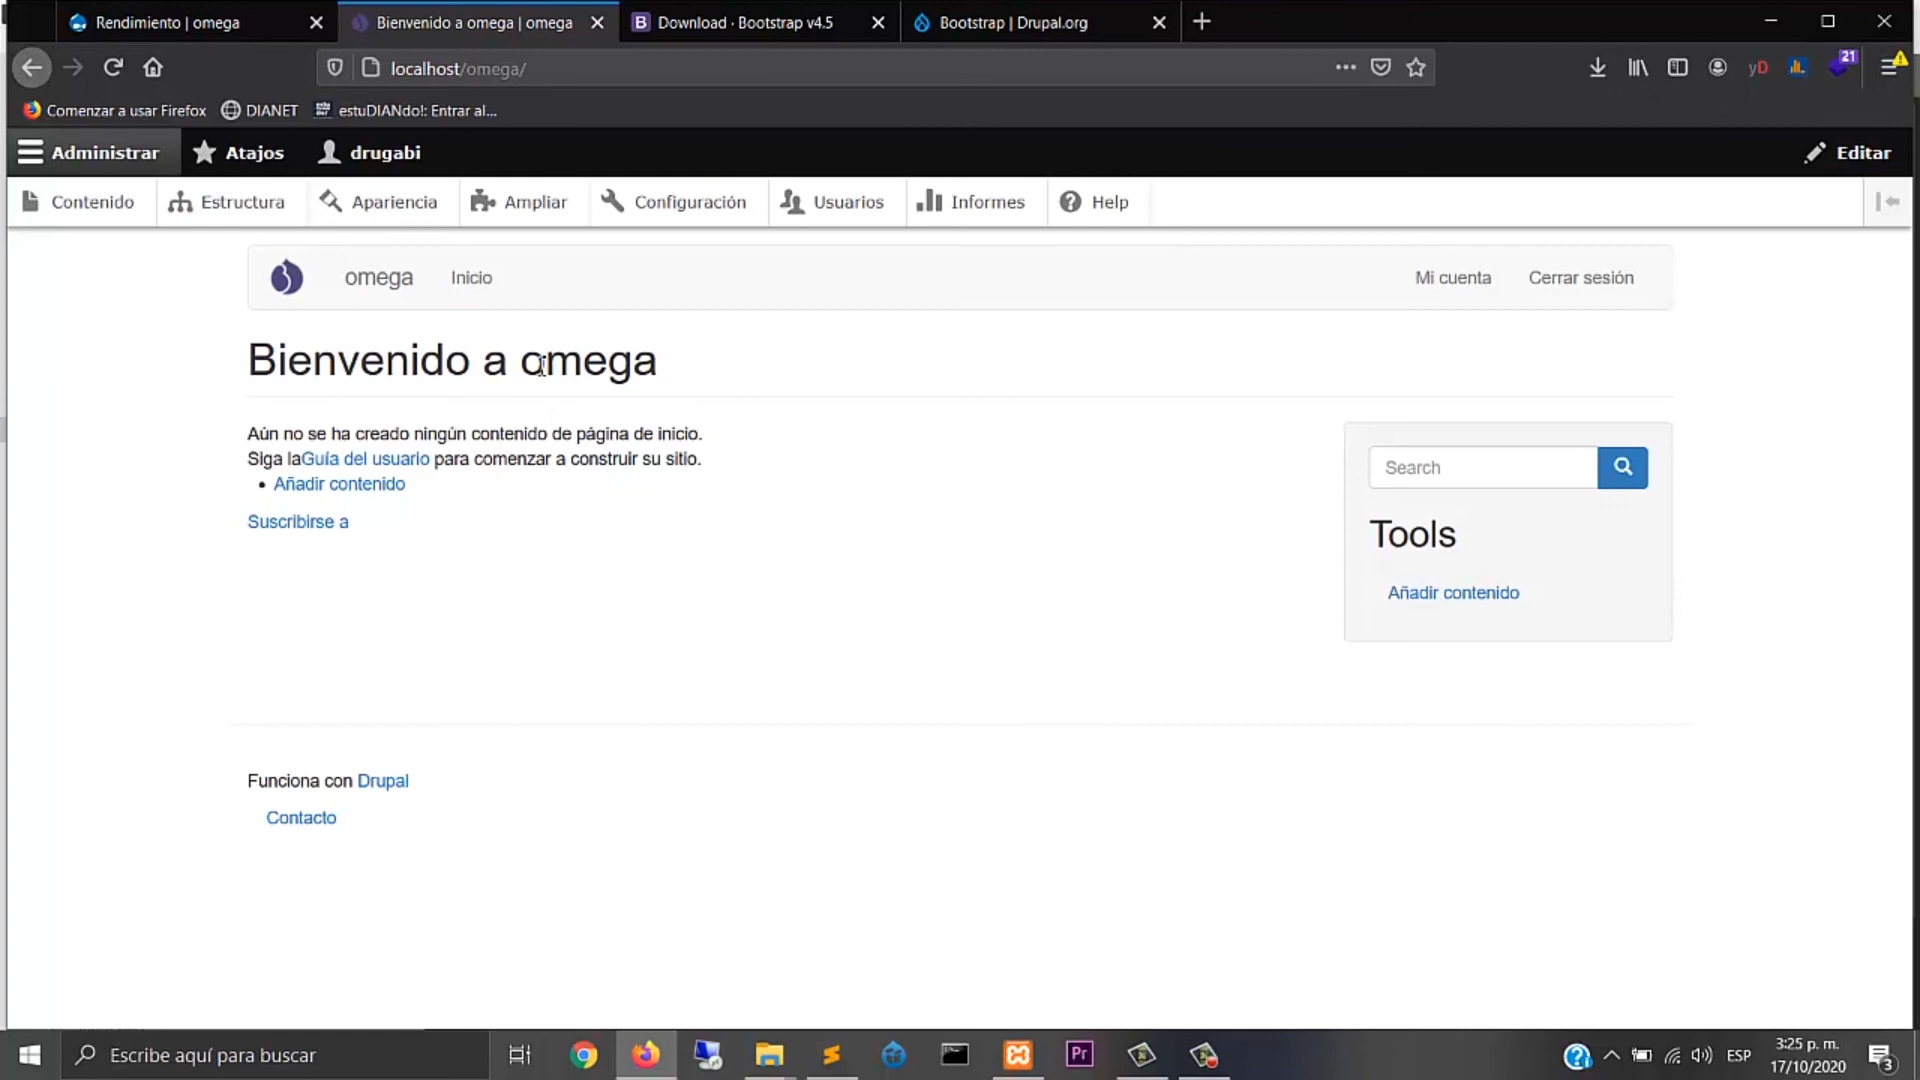 Rendimiento | omega
Bienvenido a omega | omega
Download · Bootstrap v4.5
Bootstrap | Drupal.org
localhost/omega/
yD
21
Comenzar a usar Firefox
DIANET
estuDIANdo!: Entrar al...
Administrar
Atajos
drugabi
Editar
Contenido
Estructura
Apariencia
Ampliar
Configuración
Usuarios
Informes
Help
omega
Inicio
Mi cuenta
Cerrar sesión
Bienvenido a omega
Aún no se ha creado ningún contenido de página de inicio.
Siga laGuía del usuario para comenzar a construir su sitio.
Añadir contenido
Suscribirse a
Search
Tools
Añadir contenido
Funciona con Drupal
Contacto
Escribe aquí para buscar
Pr
ESP
3:25 p. m.
17/10/2020
3